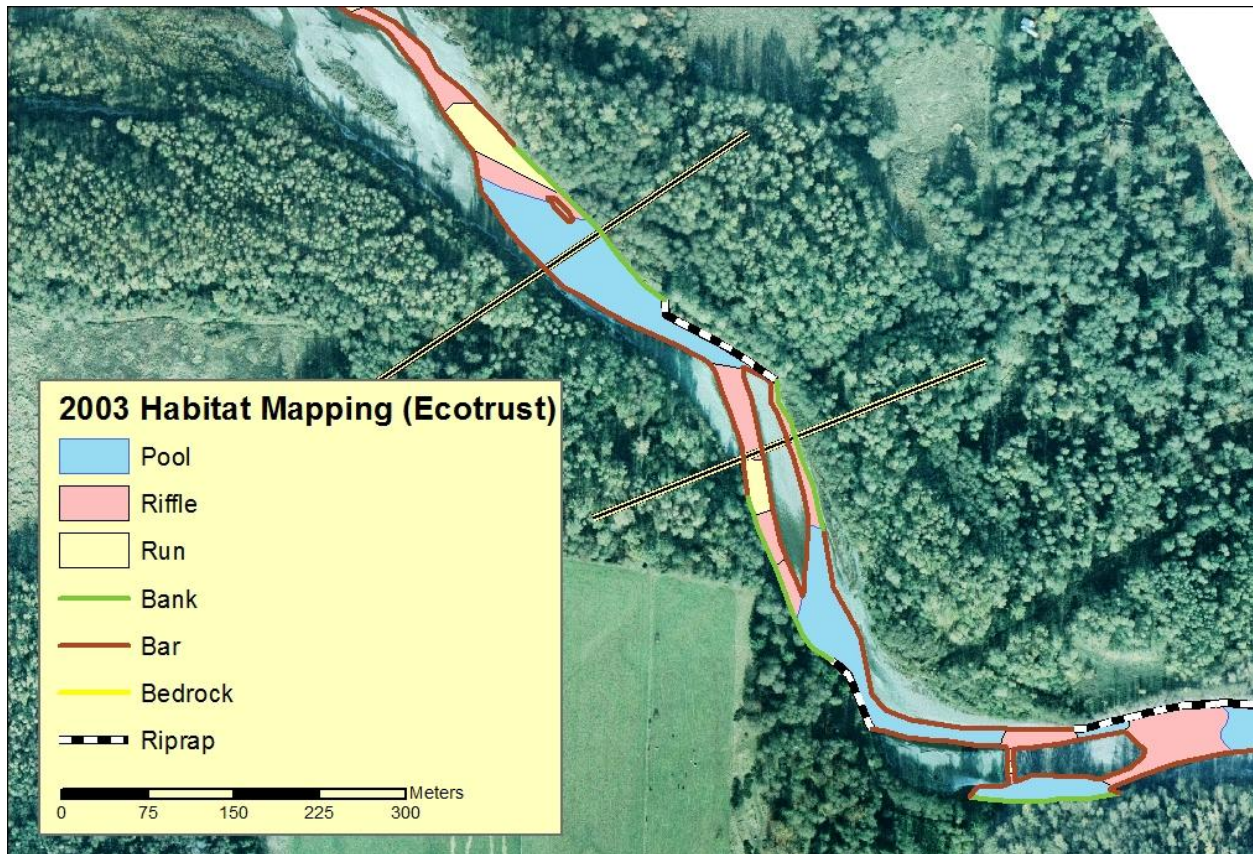 2003 Habitat Mapping (Ecotrust)
Pool
Riffle
Run
Bank
Bar
Bedrock
Riprap
Meters
0 75 150 225 300